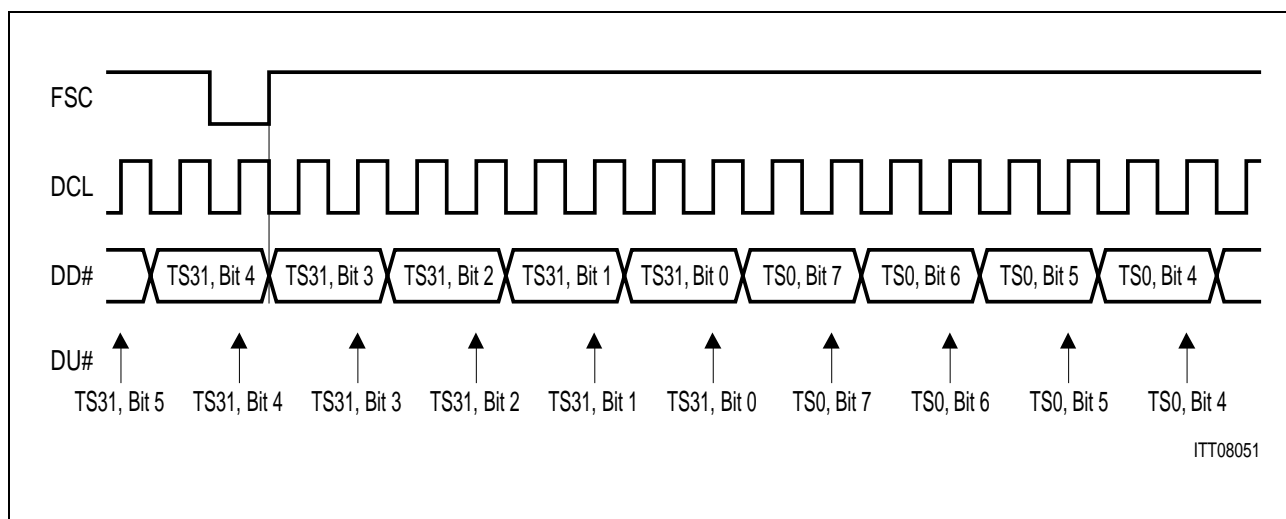 FSC
DCL
DD# TS31, Bit 4 TS31, Bit 3 TS31, Bit 2 TS31, Bit 1 TS31, Bit 0 TS0, Bit 7 TS0, Bit 6 TS0, Bit 5 TS0, Bit 4
DU#
TS31, Bit 5 TS31, Bit 4 TS31, Bit 3 TS31, Bit 2 TS31, Bit 1 TS31, Bit 0 TS0, Bit 7 TS0, Bit 6 TS0, Bit 5 TS0, Bit 4
ITT08051